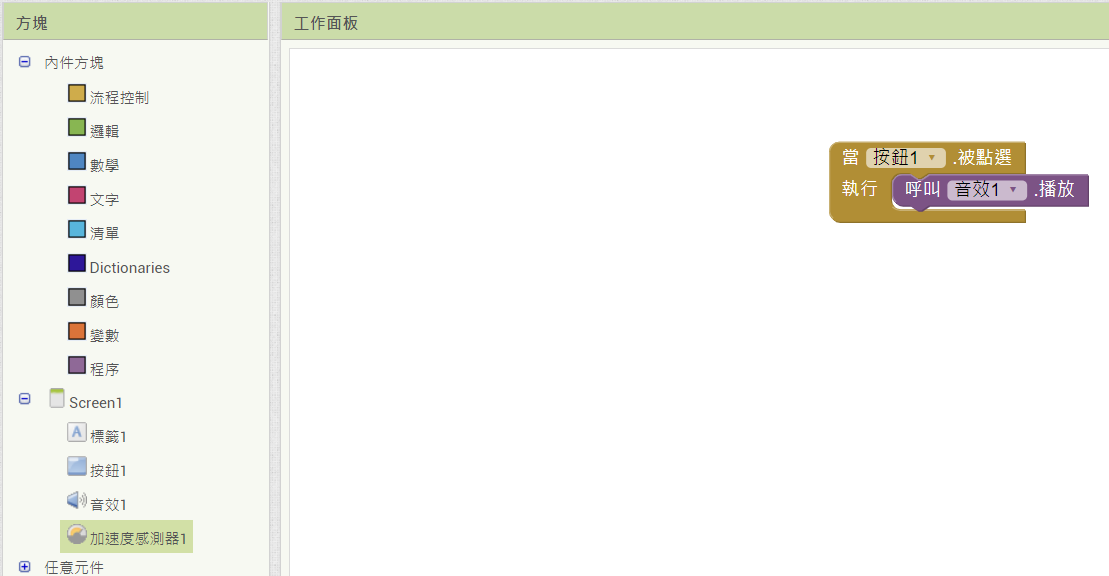 方塊
內件方塊
流程控制
邏輯
數學
文字
清單
Dictionaries
顏色
變數
程序
Screen1
標籤1
按鈕1
音效1
加速度感測器1
任意元件
工作面板
當 按鈕1 .被點選
執行 呼叫 音效1 .播放